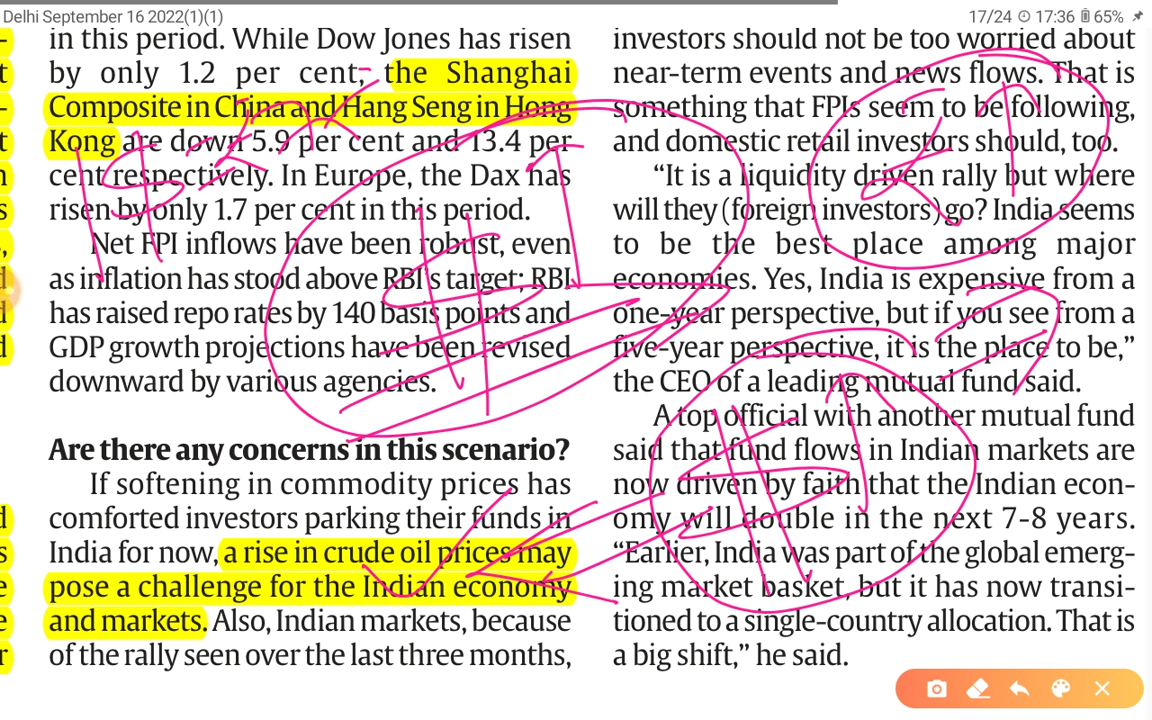 Delhi September 16 2022(1)(1)
17/24 17:36 65%
in this period. While Dow Jones has risen
by only 1.2 per cent, the Shanghai
Composite in China and Hang Seng in Hong
Kong are down 5.9 per cent and 13.4 per
cent respectively. In Europe, the Dax has
risen by only 1.7 per cent in this period.
Net FPI inflows have been robust, even
as inflation has stood above RBI's target; RBI
has raised repo rates by 140 basis points and
GDP growth projections have been revised
downward by various agencies.
Are there any concerns in this scenario?
If softening in commodity prices has
comforted investors parking their funds in
India for now, a rise in crude oil prices may
pose a challenge for the Indian economy
and markets. Also, Indian markets, because
of the rally seen over the last three months,
investors should not be too worried about
near-term events and news flows. That is
something that FPIs seem to be following,
and domestic retail investors should, too.
“It is a liquidity driven rally but where
will they (foreign investors) go? India seems
to be the best place among major
economies. Yes, India is expensive from a
one-year perspective, but if you see from a
five-year perspective, it is the place to be,”
the CEO of a leading mutual fund said.
A top official with another mutual fund
said that fund flows in Indian markets are
now driven by faith that the Indian econ-
omy will double in the next 7-8 years.
“Earlier, India was part of the global emerg-
ing market basket, but it has now transi-
tioned to a single-country allocation. That is
a big shift,” he said.